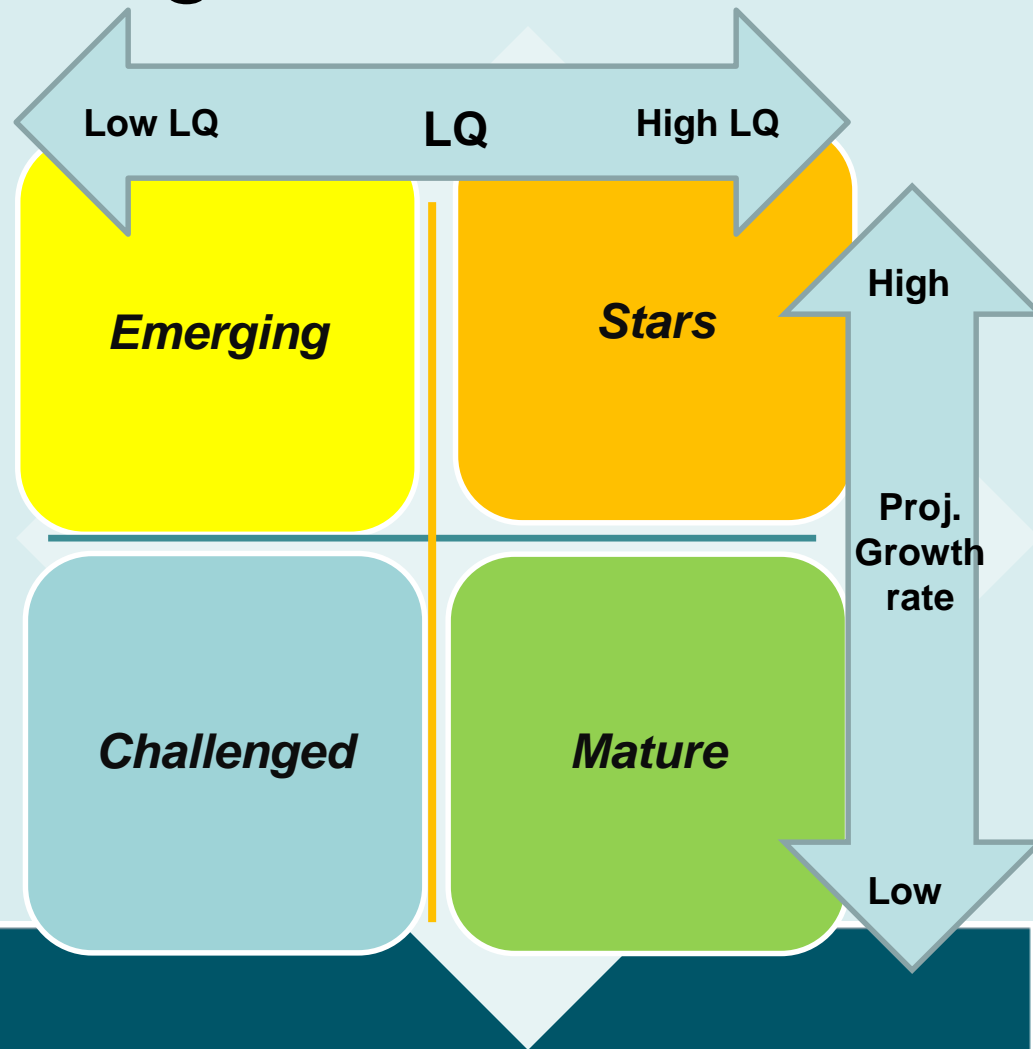 Low LQ LQ High LQ
High
Emerging Stars
Proj.
Growth
rate
Challenged Mature
Low